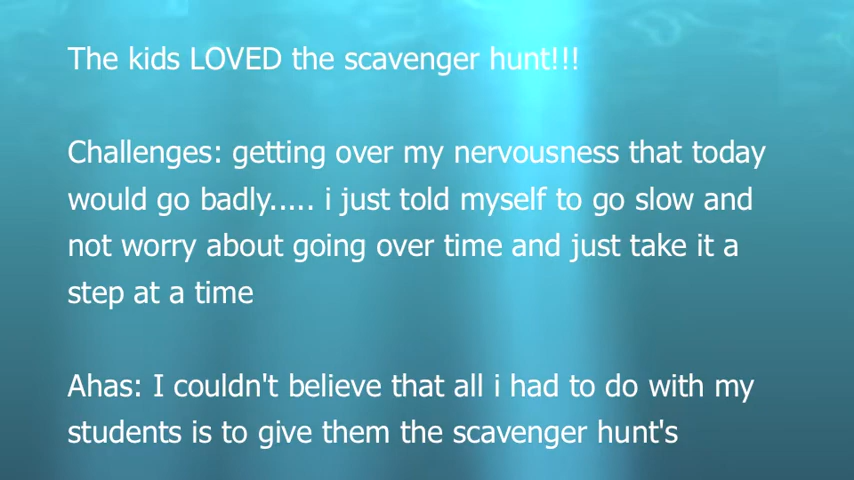 The kids LOVED the scavenger hunt!!!
Challenges: getting over my nervousness that today
would go badly..... i just told myself to go slow and
not worry about going over time and just take it a
step at a time
Ahas: I couldn't believe that all i had to do with my
students is to give them the scavenger hunt's